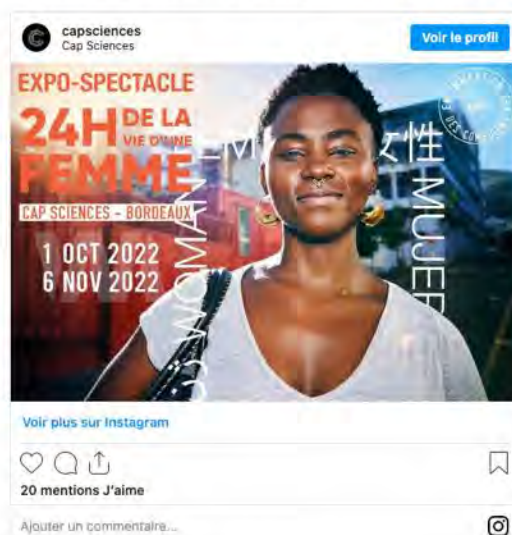 capsciences
Cap Sciences
Voir le profil
EXPO-SPECTACLE
24H DE LA
VIE D'UNE
FEMME
CAP SCIENCES - BORDEAUX
1 OCT 2022
6 NOV 2022
WOMAN
女性
MUJER
Voir plus sur Instagram
20 mentions J'aime
Ajouter un commentaire...